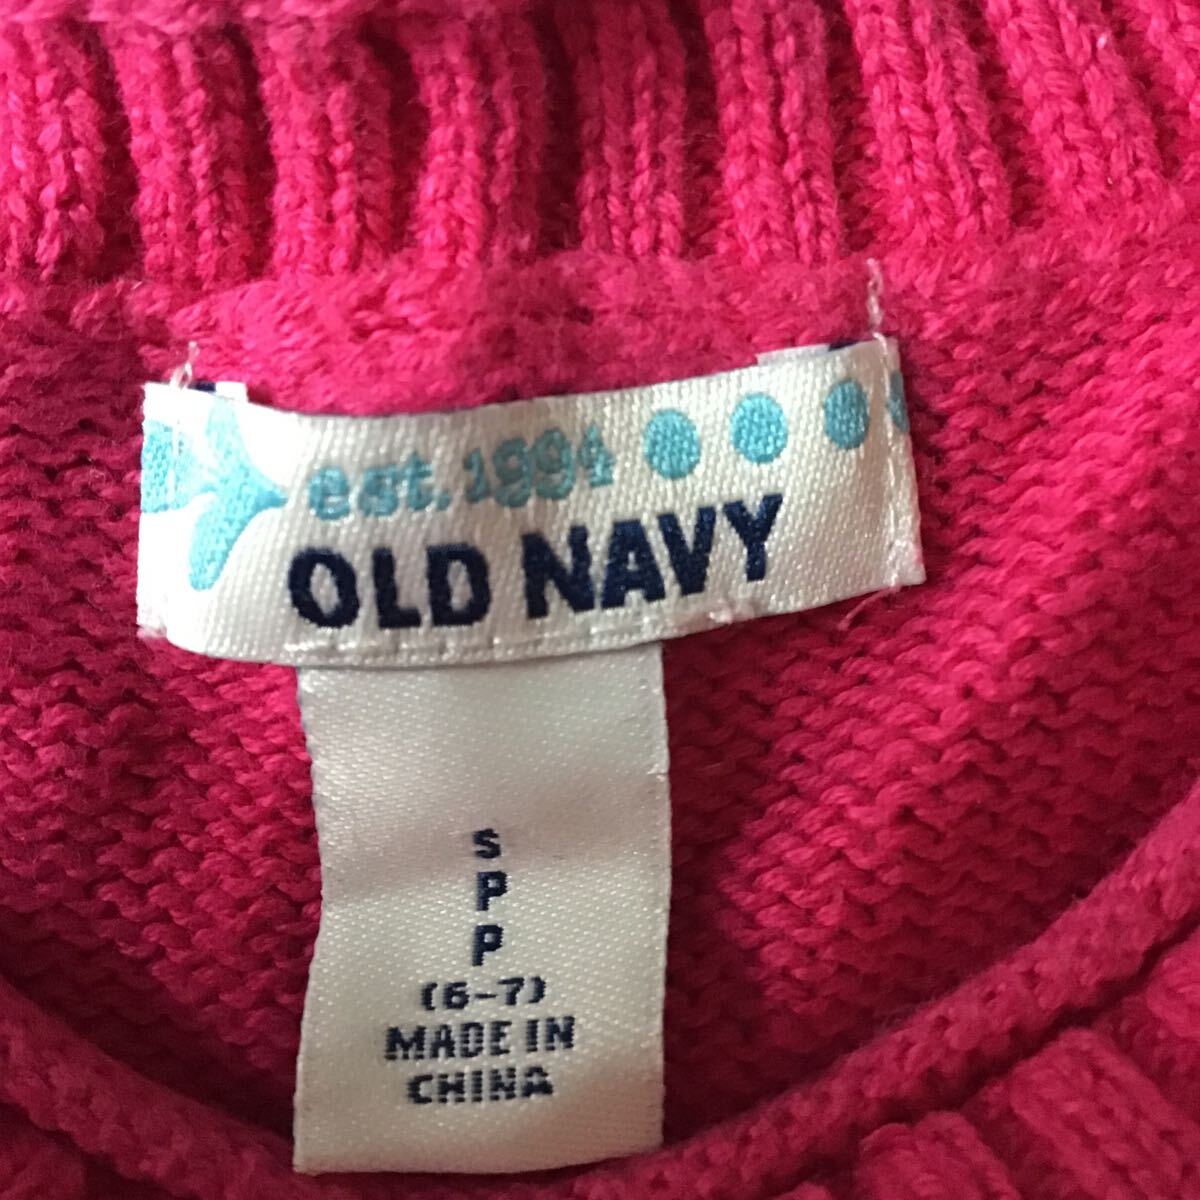 est. 1994
OLD NAVY
S
P
P
(6-7)
MADE IN
CHINA